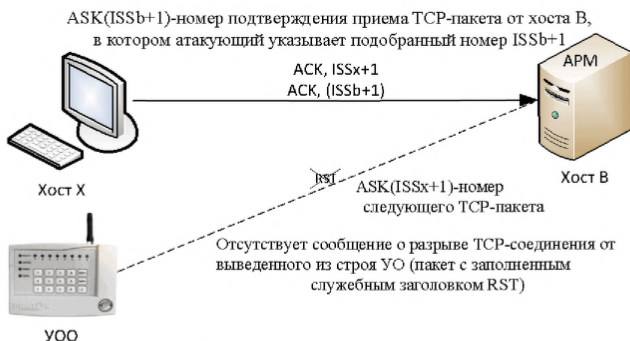 ASK(ISSb+1)-номер подтверждения приема TCP-пакета от хоста В,
в котором атакующий указывает подобранный номер ISSb+1
АРМ
ACK, ISSx+1
ACK, (ISSb+1)
Хост X
Хост B
RST
ASK(ISSx+1)-номер
следующего TCP-пакета
Отсутствует сообщение о разрыве TCP-соединения от
выведенного из строя УО (пакет с заполненным
служебным заголовком RST)
УОО